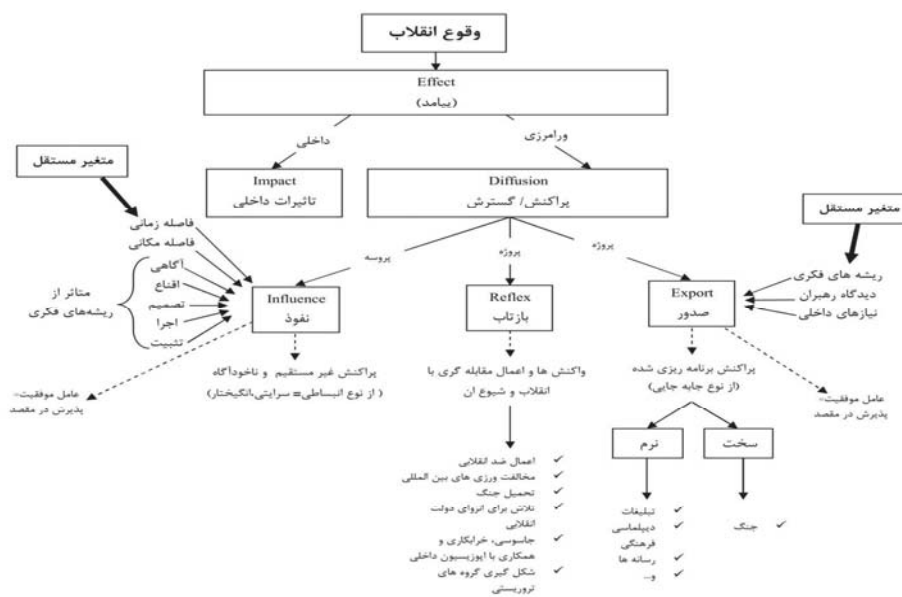 وقوع انقلاب
Effect
(پیامد)
داخلی
ورامرزی
متغیر مستقل
Impact
تاثیرات داخلی
Diffusion
پراکنش/ گسترش
متغیر مستقل
فاصله زمانی
فاصله مکانی
آگاهی
اقناع
تصمیم
اجرا
تثبیت
متاثر از
ریشه‌های فکری
پروسه
پروژه
پروژه
Influence
نفوذ
Reflex
بازتاب
Export
صدور
ریشه های فکری
دیدگاه رهبران
نیازهای داخلی
عامل موفقیت=
پذیرش در مقصد
پراکنش غیر مستقیم و ناخودآگاه
( از نوع انبساطی= سرایتی،انگیختار)
واکنش ها و اعمال مقابله گری با
انقلاب و شیوع ان
پراکنش برنامه ریزی شده
(از نوع جابه جایی)
عامل موفقیت=
پذیرش در مقصد
نرم
سخت
✓ اعمال ضد انقلابی
✓ مخالفت ورزی های بین المللی
✓ تحمیل جنگ
✓ تلاش برای انزوای دولت
انقلابی
✓ جاسوسی، خرابکاری و
همکاری با اپوزیسیون داخلی
✓ شکل گیری گروه های
تروریستی
✓ تبلیغات
✓ دیپلماسی
فرهنگی
✓ رسانه ها
✓ و...
✓ جنگ